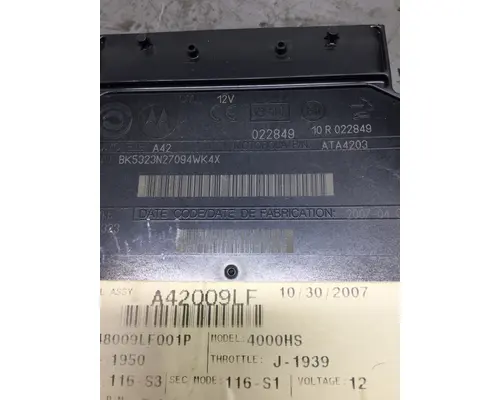 12V
022849 10 R 022849
A42 ATA4203
BK5323N27094WK4X
DATE CODE/DATE DE FABRICATION:
ASSY A42009LF 10/30/2007
48009LF001P MODEL: 4000HS
1950 THROTTLE: J-1939
116-S3 SEC MODE: 116-S1 VOLTAGE: 12